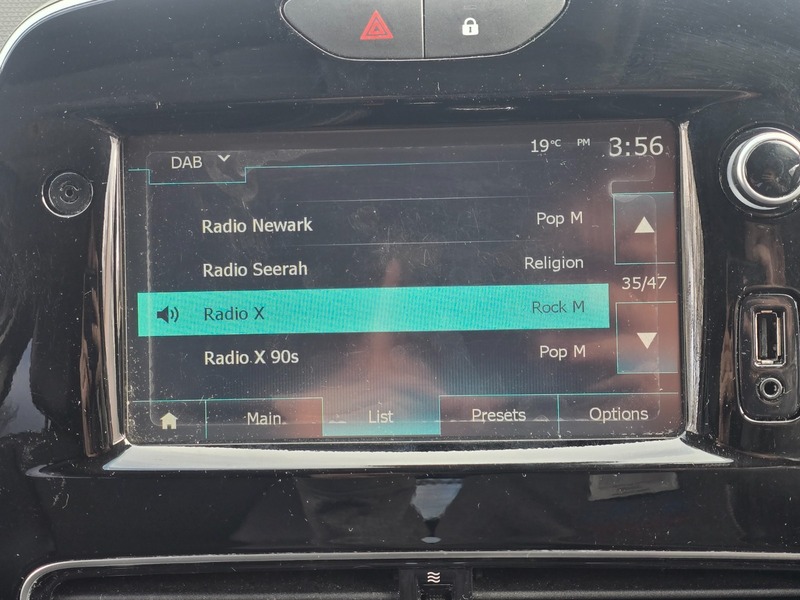 DAB 19°C PM 3:56
Radio Newark Pop M
Radio Seerah Religion
35/47
Radio X Rock M
Radio X 90s Pop M
Main List Presets Options